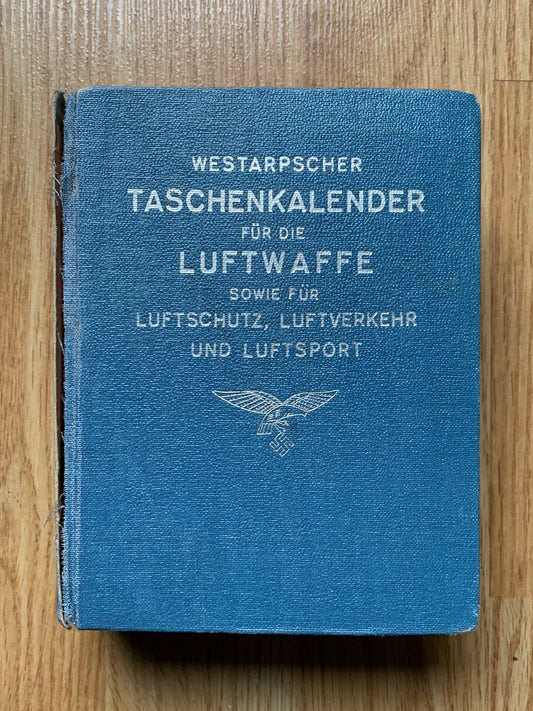 WESTARPSCHER
TASCHENKALENDER
FÜR DIE
LUFTWAFFE
SOWIE FÜR
LUFTSCHUTZ, LUFTVERKEHR
UND LUFTSPORT